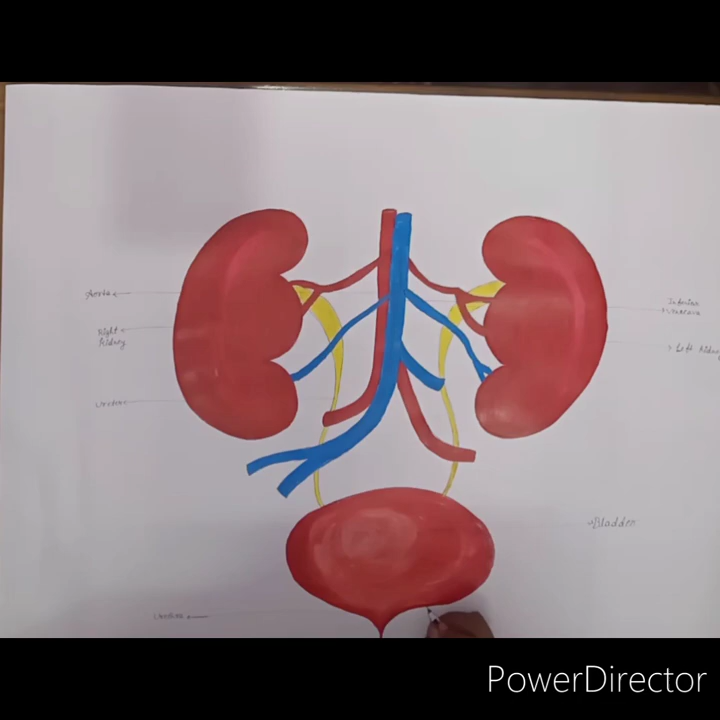 Aorta
Right
Kidney
Ureter
Urethra
Inferior
Venacava
Left Kidney
Bladder
PowerDirector